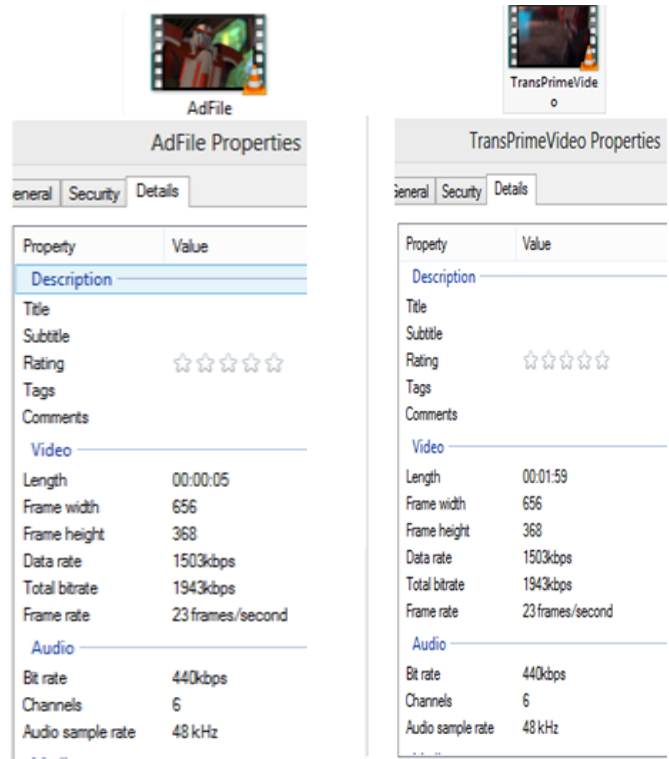 AdFile
AdFile Properties
eneral Security Details
Property Value
Description
Title
Subtitle
Rating
Tags
Comments
Video
Length 00:00:05
Frame width 656
Frame height 368
Data rate 1503kbps
Total bitrate 1943kbps
Frame rate 23 frames/second
Audio
Bit rate 440kbps
Channels 6
Audio sample rate 48 kHz
TransPrimeVide
o
TransPrimeVideo Properties
General Security Details
Property Value
Description
Title
Subtitle
Rating
Tags
Comments
Video
Length 00:01:59
Frame width 656
Frame height 368
Data rate 1503kbps
Total bitrate 1943kbps
Frame rate 23 frames/second
Audio
Bit rate 440kbps
Channels 6
Audio sample rate 48 kHz